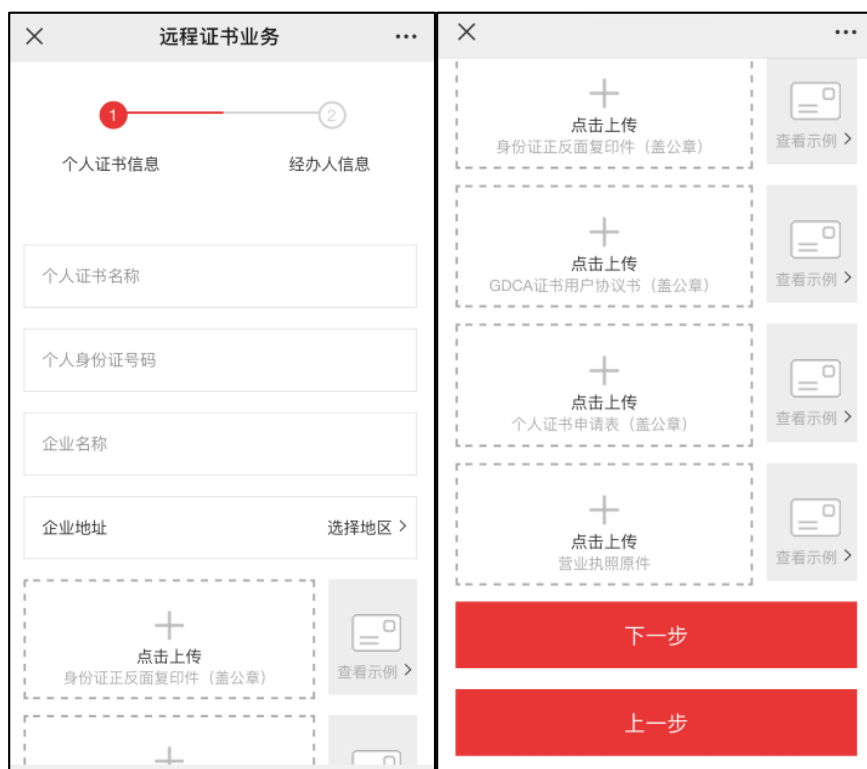 远程证书业务
1
2
个人证书信息
经办人信息
个人证书名称
个人身份证号码
企业名称
企业地址
选择地区
点击上传
身份证正反面复印件（盖公章）
查看示例
点击上传
身份证正反面复印件（盖公章）
查看示例
点击上传
GDCA证书用户协议书（盖公章）
查看示例
点击上传
个人证书申请表（盖公章）
查看示例
点击上传
营业执照原件
查看示例
下一步
上一步